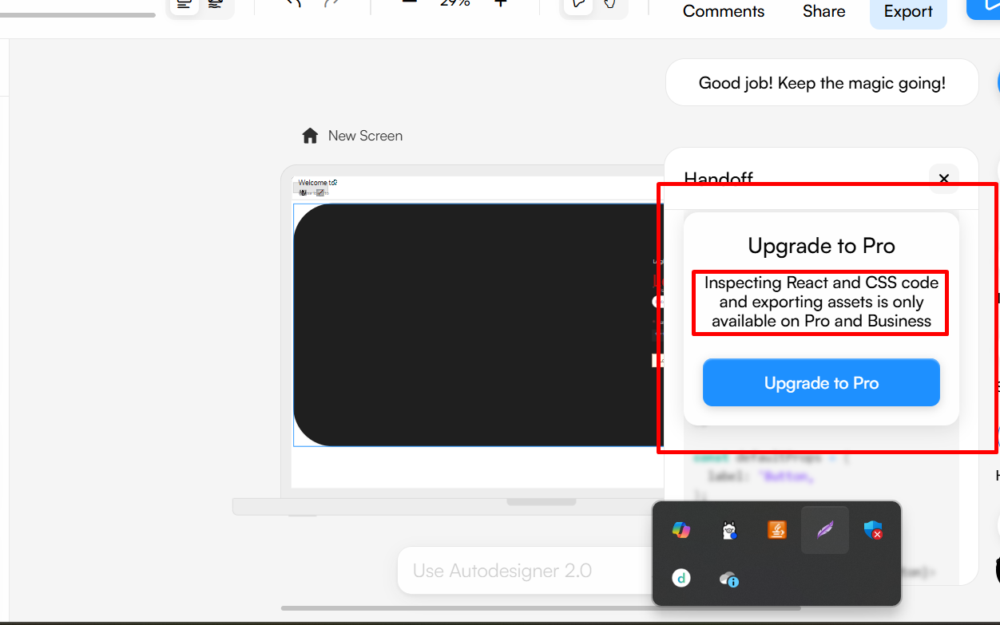 29%
Comments
Share
Export
Good job! Keep the magic going!
New Screen
Welcome to
Handoff
Upgrade to Pro
Inspecting React and CSS code
and exporting assets is only
available on Pro and Business
Upgrade to Pro
const defaultProps = {
label: "Button,
};
Use Autodesigner 2.0